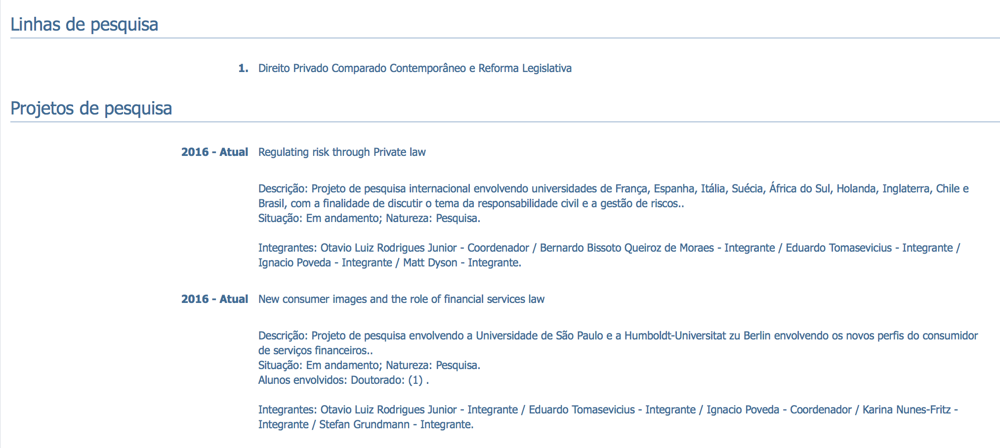 Linhas de pesquisa
1. Direito Privado Comparado Contemporâneo e Reforma Legislativa
Projetos de pesquisa
2016 - Atual Regulating risk through Private law
Descrição: Projeto de pesquisa internacional envolvendo universidades de França, Espanha, Itália, Suécia, África do Sul, Holanda, Inglaterra, Chile e
Brasil, com a finalidade de discutir o tema da responsabilidade civil e a gestão de riscos..
Situação: Em andamento; Natureza: Pesquisa.
Integrantes: Otavio Luiz Rodrigues Junior - Coordenador / Bernardo Bissoto Queiroz de Moraes - Integrante / Eduardo Tomasevicius - Integrante /
Ignacio Poveda - Integrante / Matt Dyson - Integrante.
2016 - Atual New consumer images and the role of financial services law
Descrição: Projeto de pesquisa envolvendo a Universidade de São Paulo e a Humboldt-Universitat zu Berlin envolvendo os novos perfis do consumidor
de serviços financeiros..
Situação: Em andamento; Natureza: Pesquisa.
Alunos envolvidos: Doutorado: (1) .
Integrantes: Otavio Luiz Rodrigues Junior - Integrante / Eduardo Tomasevicius - Integrante / Ignacio Poveda - Coordenador / Karina Nunes-Fritz -
Integrante / Stefan Grundmann - Integrante.